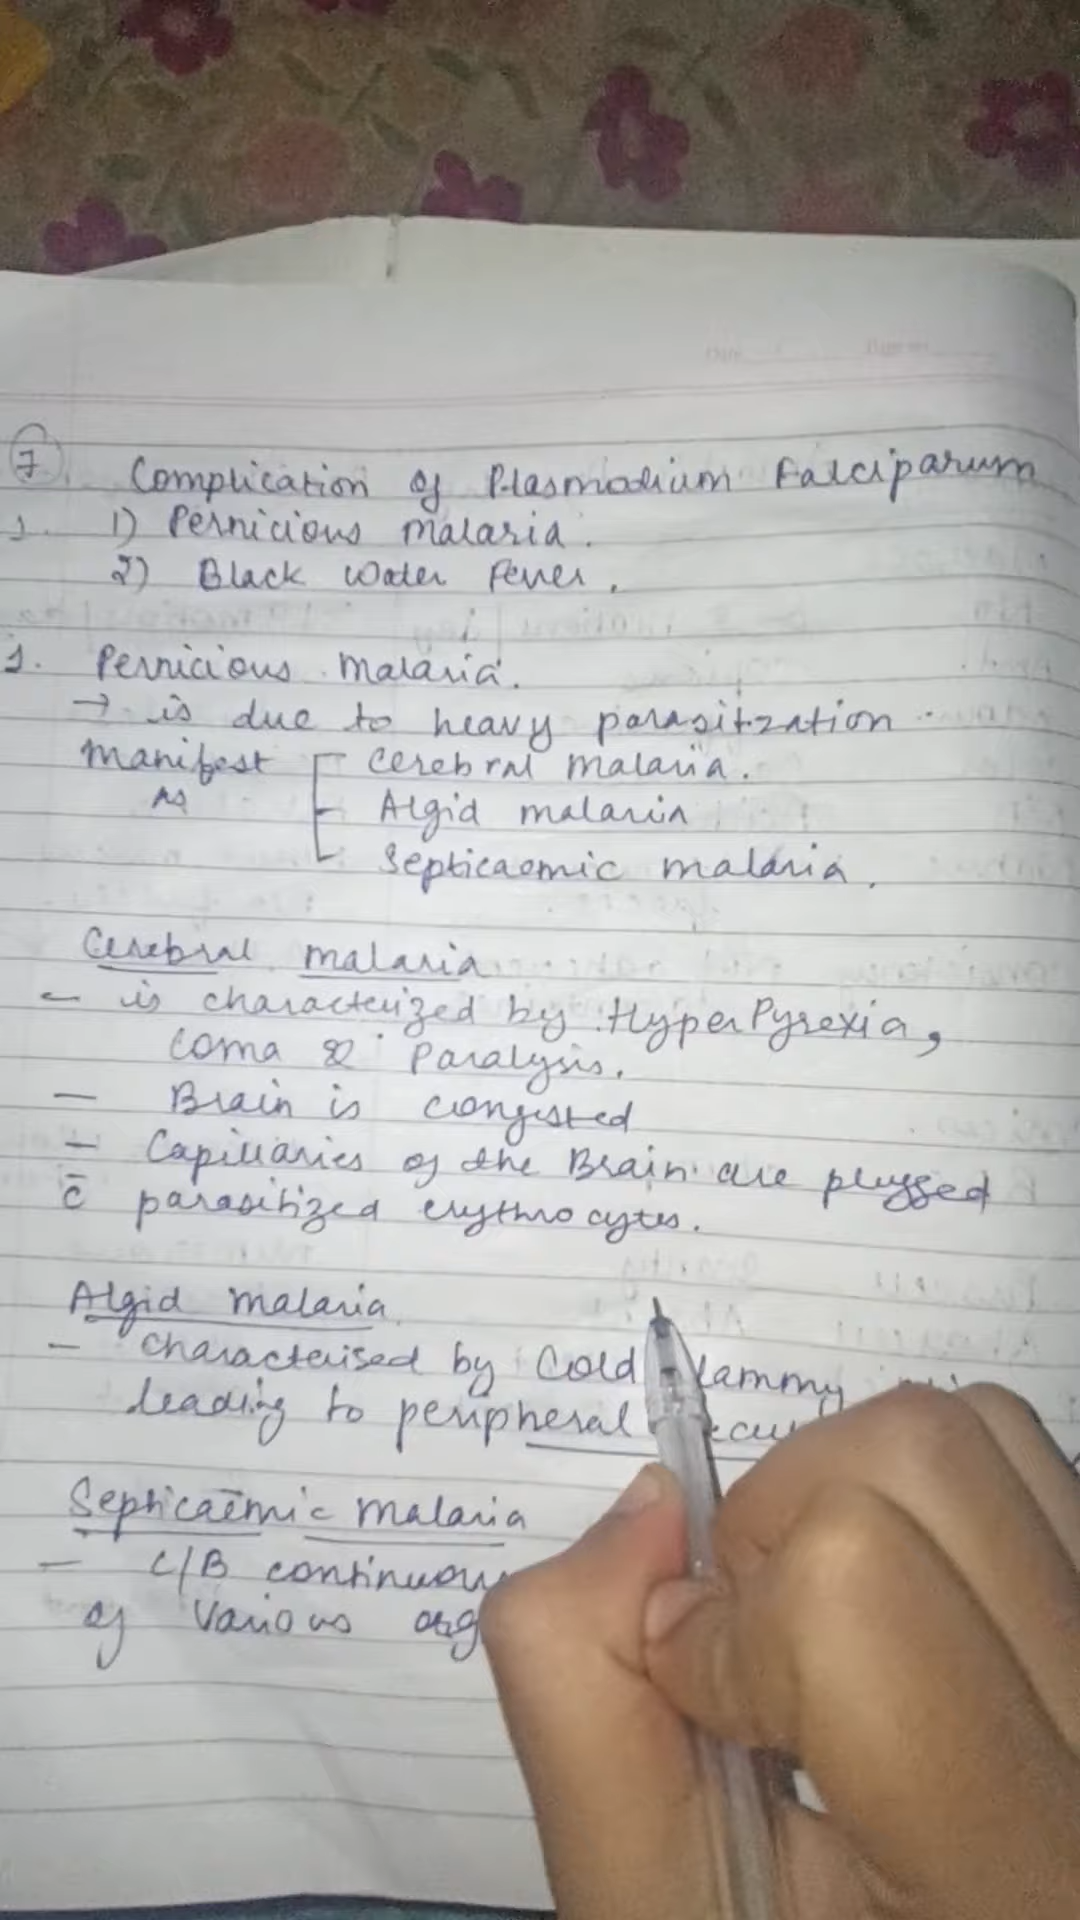 7
Complication of Plasmodium Falciparum
1. 1) Pernicious malaria.
2) Black Water Fever.
1. Pernicious malaria.
→ is due to heavy parasitzation
Manifest as
Cerebral malaria.
Algid malaria
Septicaemic malaria.
Cerebral malaria
- is characterized by HyperPyrexia,
Coma & Paralysis.
- Brain is congested
- Capillaries of the Brain are plugged
c̄ parasitized erythrocytes.
Algid malaria
- characterised by Cold
leading to peripheral
Septicaemic malaria
- C/B continuous
of various